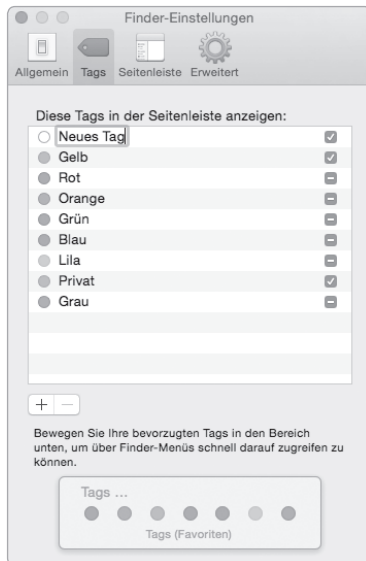 Finder-Einstellungen
Allgemein Tags Seitenleiste Erweitert
Diese Tags in der Seitenleiste anzeigen:
Neues Tag
Gelb
Rot
Orange
Grün
Blau
Lila
Privat
Grau
Bewegen Sie Ihre bevorzugten Tags in den Bereich
unten, um über Finder-Menüs schnell darauf zugreifen zu
können.
Tags ...
Tags (Favoriten)